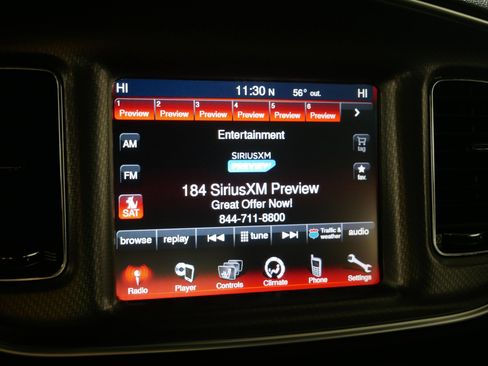 HI 11:30 N 56° out. HI
1 2 3 4 5 6
Preview Preview Preview Preview Preview Preview
Entertainment
AM
SIRIUSXM
tag
FM
fav.
184 SiriusXM Preview
SAT
Great Offer Now!
844-711-8800
browse replay tune Traffic & weather audio
Radio Player Controls Climate Phone Settings